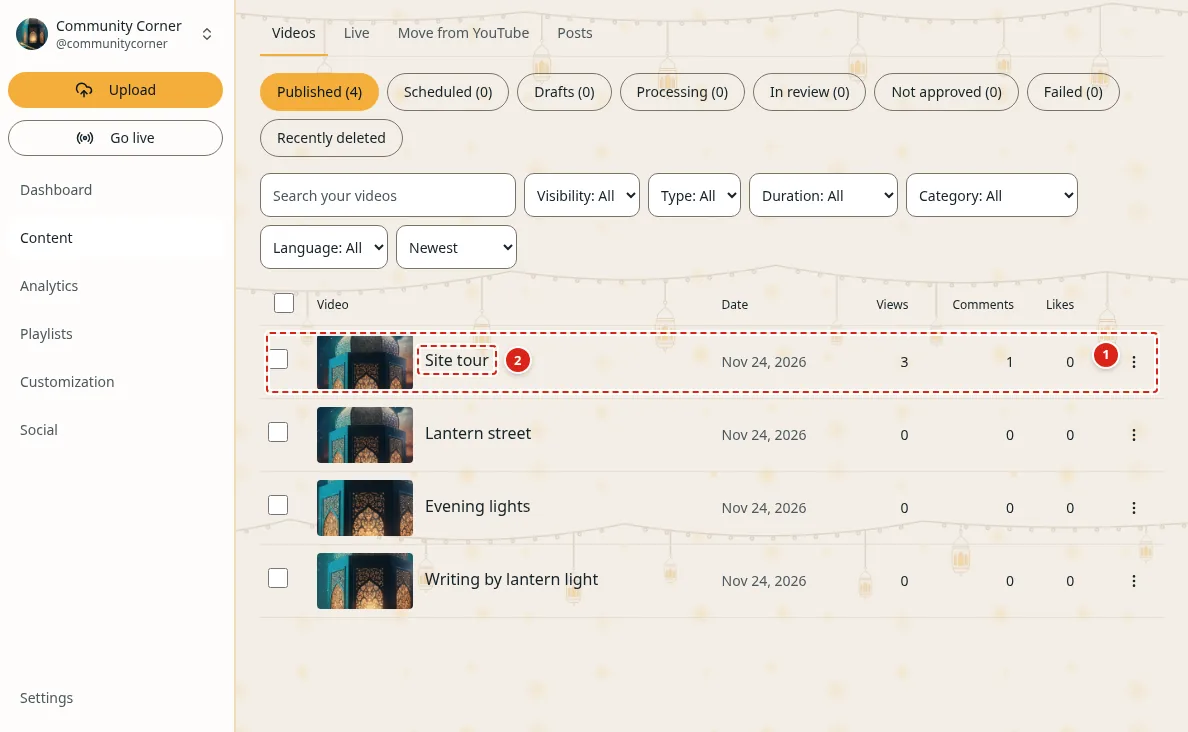 Community Corner
@communitycorner
Upload
Go live
Dashboard
Content
Analytics
Playlists
Customization
Social
Settings
Videos Live Move from YouTube Posts
Published (4) Scheduled (0) Drafts (0) Processing (0) In review (0) Not approved (0) Failed (0)
Recently deleted
Search your videos Visibility: All Type: All Duration: All Category: All
Language: All Newest
Video Date Views Comments Likes
Site tour 2 Nov 24, 2026 3 1 0 1
Lantern street Nov 24, 2026 0 0 0
Evening lights Nov 24, 2026 0 0 0
Writing by lantern light Nov 24, 2026 0 0 0